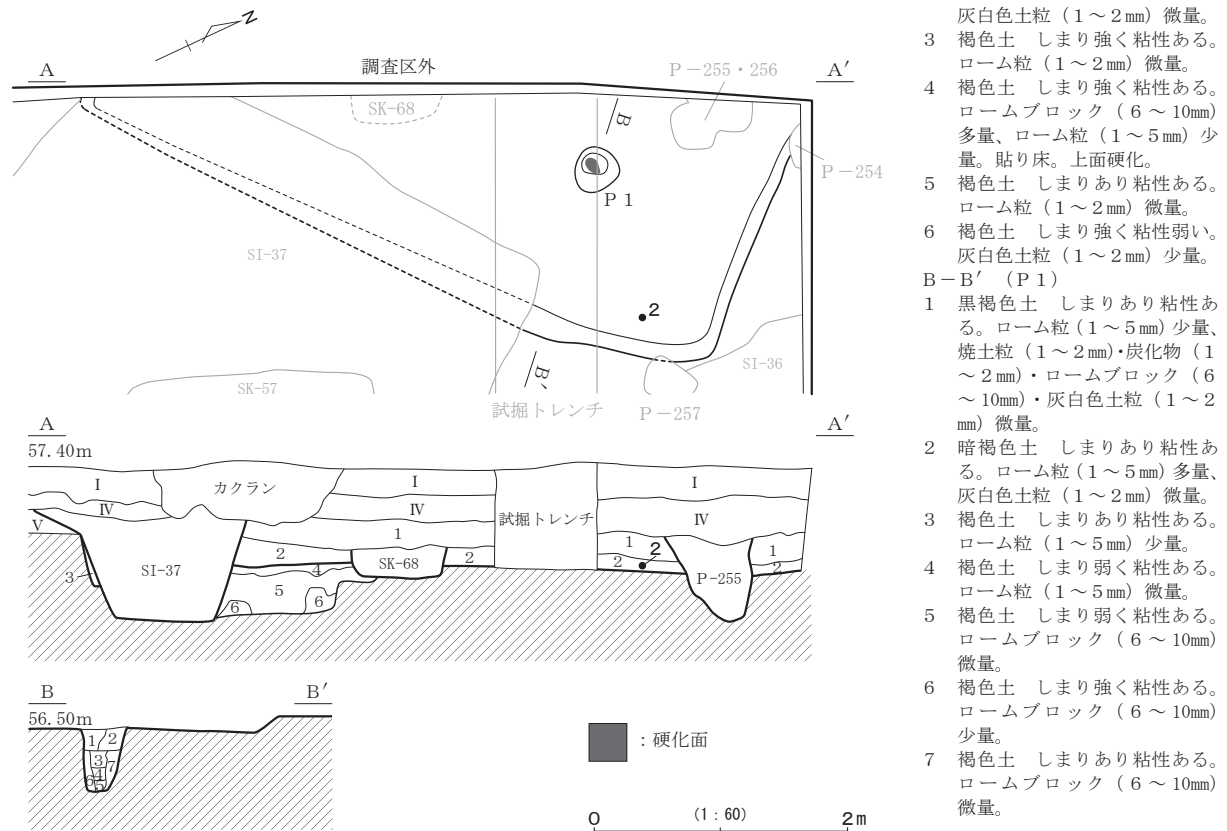 N
A
調査区外
A′
P－255・256
SK-68
B
P－254
P 1
SI-37
2
SI-36
B′
SK-57
試掘トレンチ
P－257
A
A′
57.40m
Ⅰ
カクラン
Ⅰ
Ⅰ
Ⅳ
Ⅳ
試掘トレンチ
Ⅳ
Ⅴ
1
1
2
1
2
SK-68
2
2
2
3
SI-37
4
5
P－255
6
6
B
B′
56.50m
1
2
3
7
4
6
5
：硬化面
0
(1：60)
2m
灰白色土粒（1～2㎜）微量。
3　褐色土　しまり強く粘性ある。
ローム粒（1～2㎜）微量。
4　褐色土　しまり強く粘性ある。
ロームブロック（6～10㎜）
多量、ローム粒（1～5㎜）少
量。貼り床。上面硬化。
5　褐色土　しまりあり粘性ある。
ローム粒（1～2㎜）微量。
6　褐色土　しまり強く粘性弱い。
灰白色土粒（1～2㎜）少量。
B－B′（P 1）
1　黒褐色土　しまりあり粘性あ
る。ローム粒（1～5㎜）少量、
焼土粒（1～2㎜）・炭化物（1
～2㎜）・ロームブロック（6
～10㎜）・灰白色土粒（1～2
㎜）微量。
2　暗褐色土　しまりあり粘性あ
る。ローム粒（1～5㎜）多量、
灰白色土粒（1～2㎜）微量。
3　褐色土　しまりあり粘性ある。
ローム粒（1～5㎜）少量。
4　褐色土　しまり弱く粘性ある。
ローム粒（1～5㎜）微量。
5　褐色土　しまり弱く粘性ある。
ロームブロック（6～10㎜）
微量。
6　褐色土　しまり強く粘性ある。
ロームブロック（6～10㎜）
少量。
7　褐色土　しまりあり粘性ある。
ロームブロック（6～10㎜）
微量。